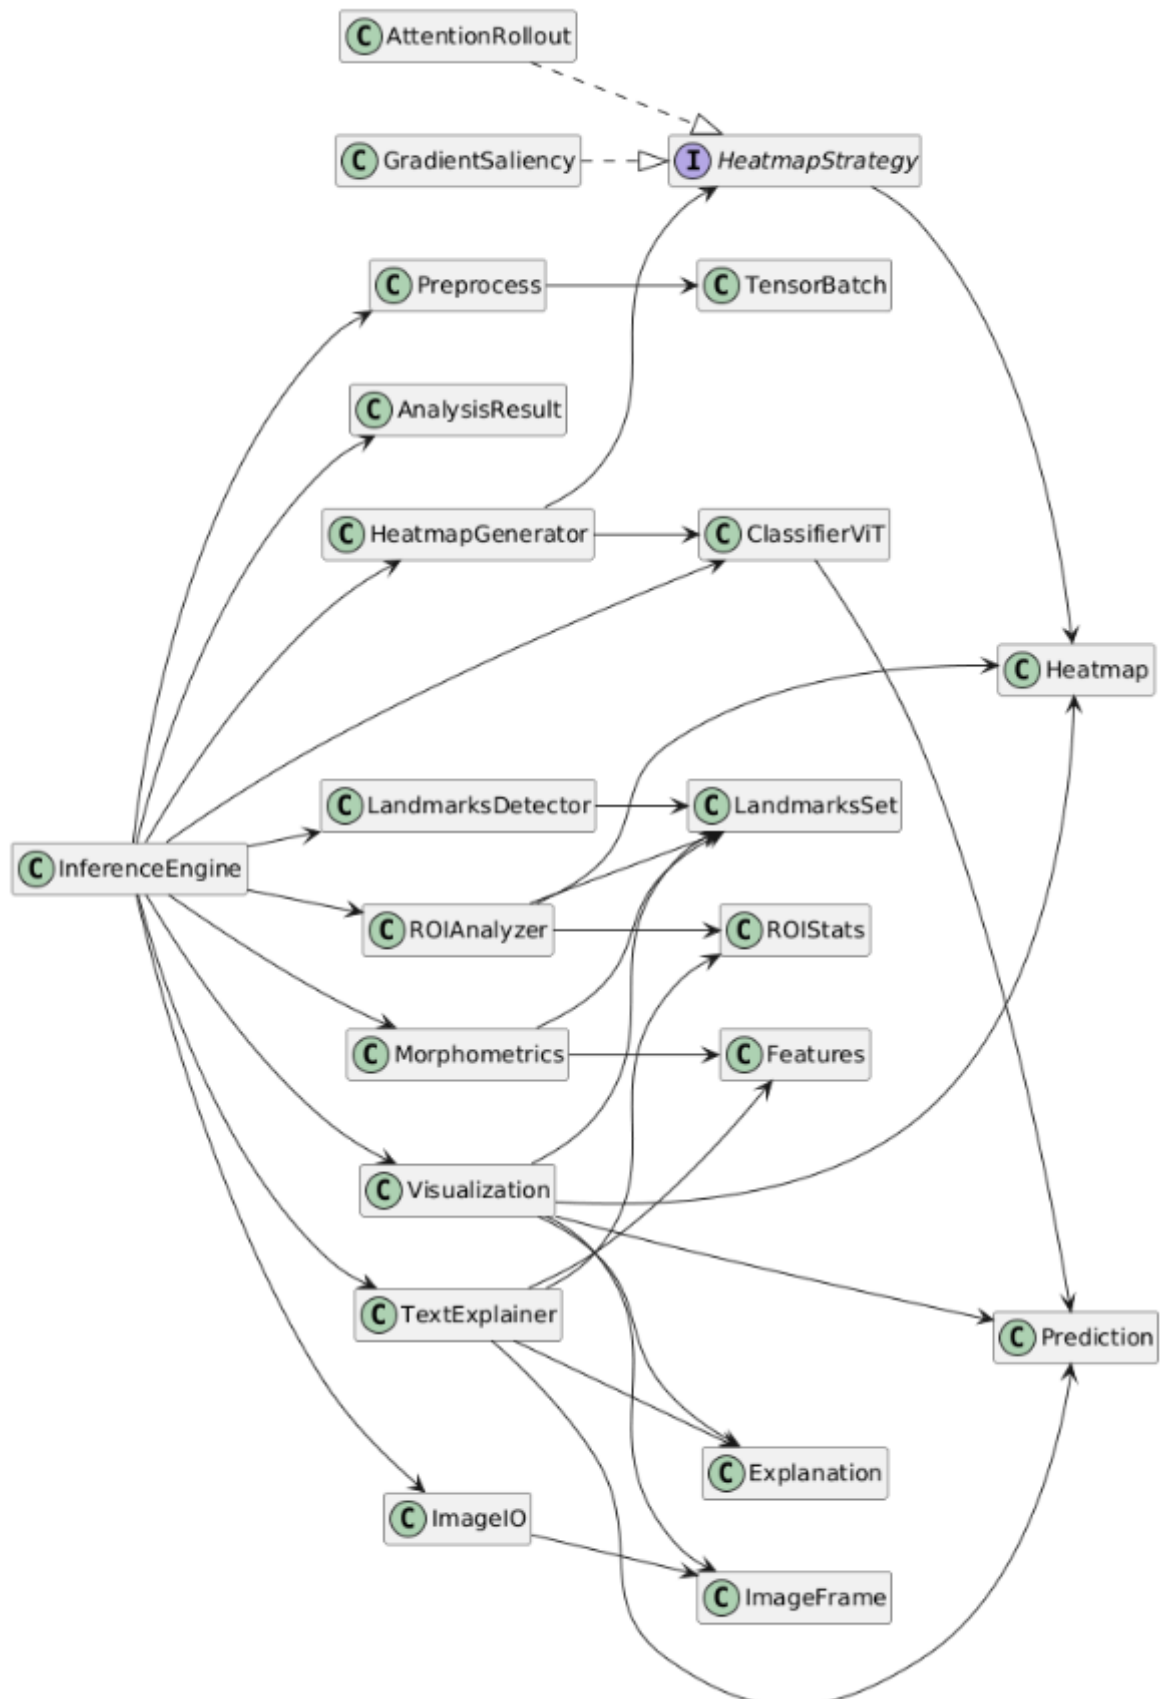 C AttentionRollout
C GradientSaliency
I HeatmapStrategy
C Preprocess
C TensorBatch
C AnalysisResult
C HeatmapGenerator
C ClassifierViT
C Heatmap
C LandmarksDetector
C LandmarksSet
C InferenceEngine
C ROIAnalyzer
C ROIStats
C Morphometrics
C Features
C Visualization
C TextExplainer
C Prediction
C Explanation
C ImageIO
C ImageFrame